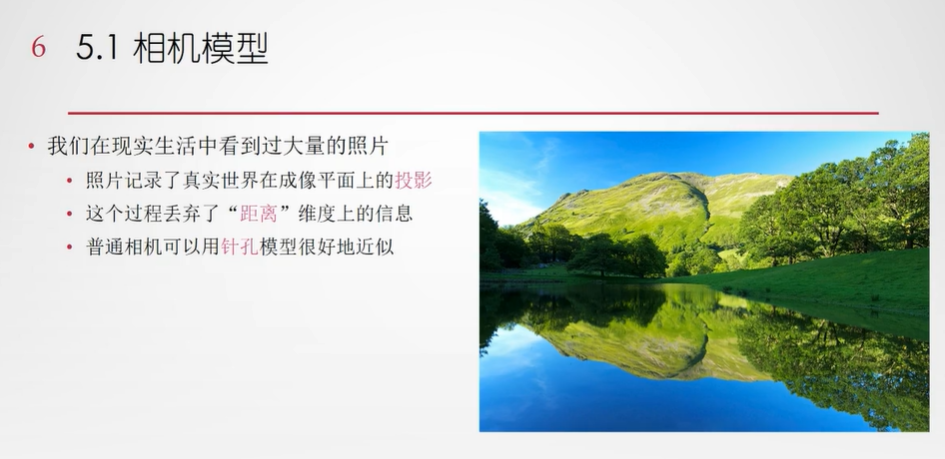 6 5.1 相机模型
• 我们在现实生活中看到过大量的照片
• 照片记录了真实世界在成像平面上的投影
• 这个过程丢弃了“距离”维度上的信息
• 普通相机可以用针孔模型很好地近似